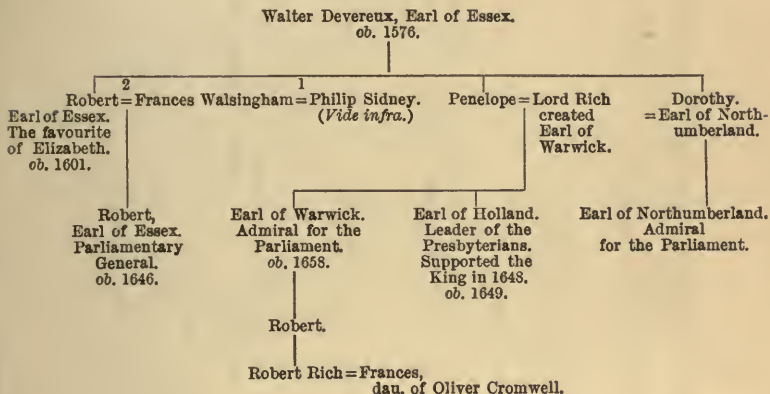 Walter Devereux, Earl of Essex.
ob. 1576.
2 1
Robert=Frances Walsingham=Philip Sidney. Penelope=Lord Rich Dorothy.
Earl of Essex. (Vide infra.) created =Earl of North-
The favourite Earl of umberland.
of Elizabeth. Warwick.
ob. 1601.
Robert, Earl of Warwick. Earl of Holland. Earl of Northumberland.
Earl of Essex. Admiral for the Leader of the Admiral
Parliamentary Parliament. Presbyterians. for the Parliament.
General. ob. 1658. Supported the
ob. 1646. King in 1648.
ob. 1649.
Robert.
Robert Rich=Frances,
dau. of Oliver Cromwell.